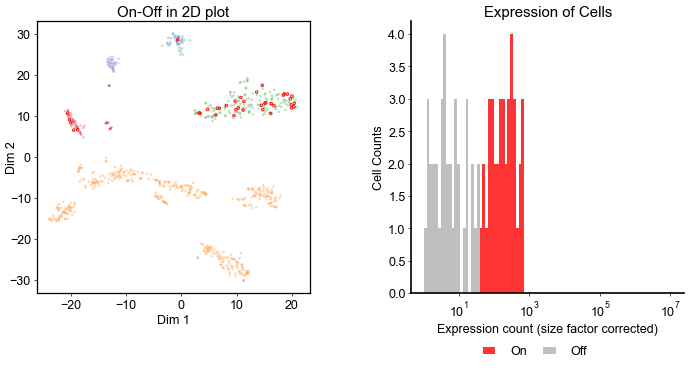 On-Off in 2D plot
Dim 2
30
20
10
0
−10
−20
−30
−20 −10 0 10 20
Dim 1
Expression of Cells
Cell Counts
4.0
3.5
3.0
2.5
2.0
1.5
1.0
0.5
0.0
10^1 10^3 10^5 10^7
Expression count (size factor corrected)
On Off